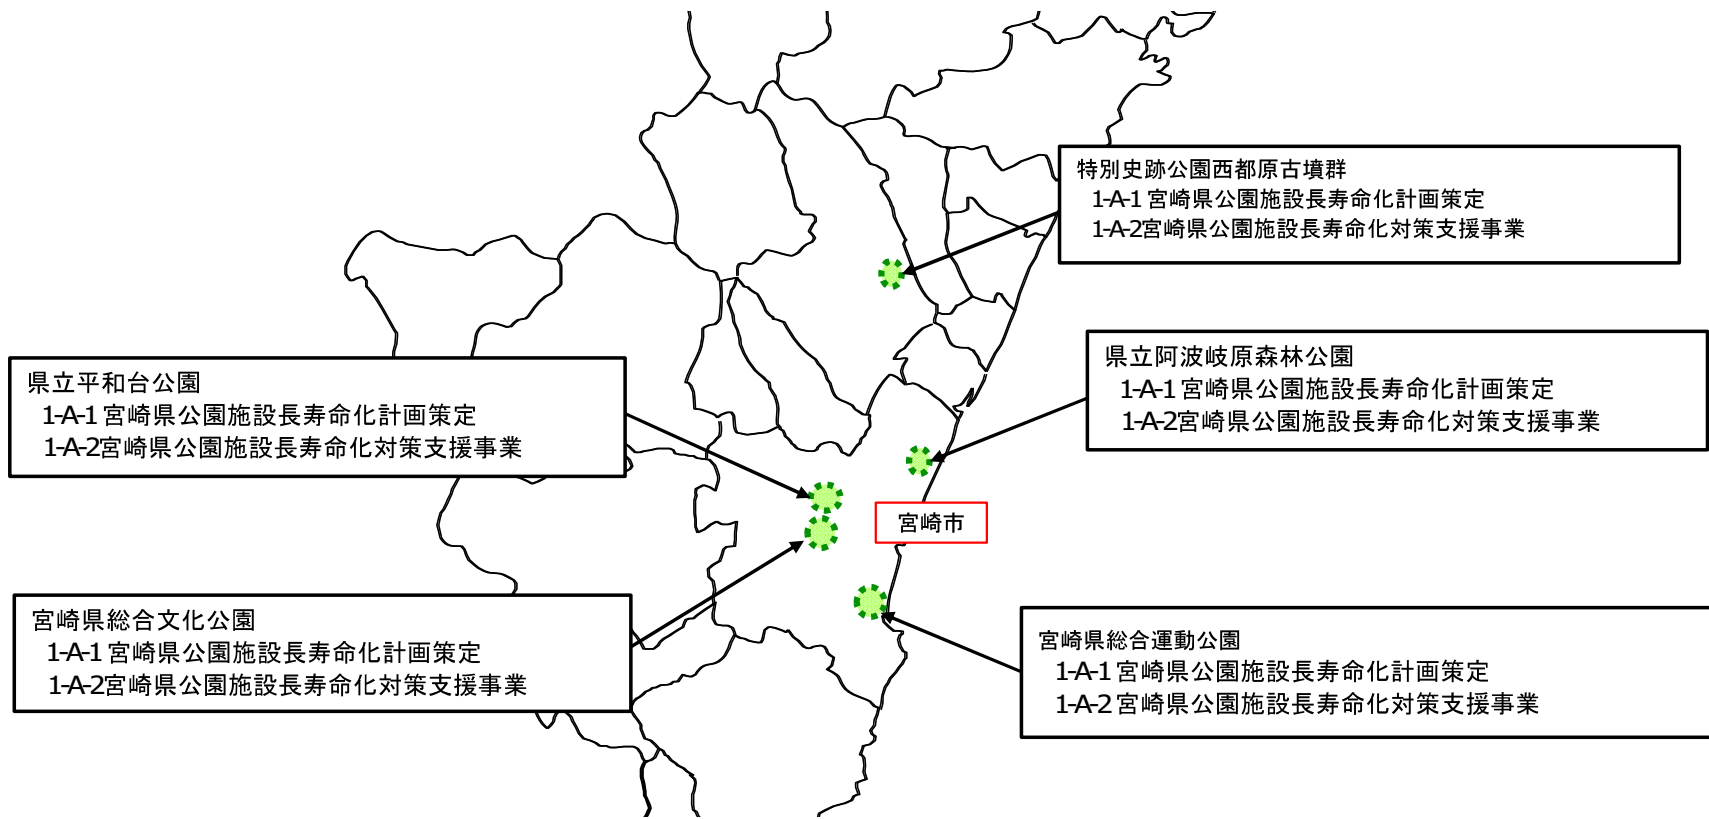 特別史跡公園西都原古墳群
1-A-1 宮崎県公園施設長寿命化計画策定
1-A-2宮崎県公園施設長寿命化対策支援事業
県立阿波岐原森林公園
1-A-1 宮崎県公園施設長寿命化計画策定
1-A-2宮崎県公園施設長寿命化対策支援事業
県立平和台公園
1-A-1 宮崎県公園施設長寿命化計画策定
1-A-2宮崎県公園施設長寿命化対策支援事業
宮崎市
宮崎県総合文化公園
1-A-1 宮崎県公園施設長寿命化計画策定
1-A-2宮崎県公園施設長寿命化対策支援事業
宮崎県総合運動公園
1-A-1 宮崎県公園施設長寿命化計画策定
1-A-2 宮崎県公園施設長寿命化対策支援事業